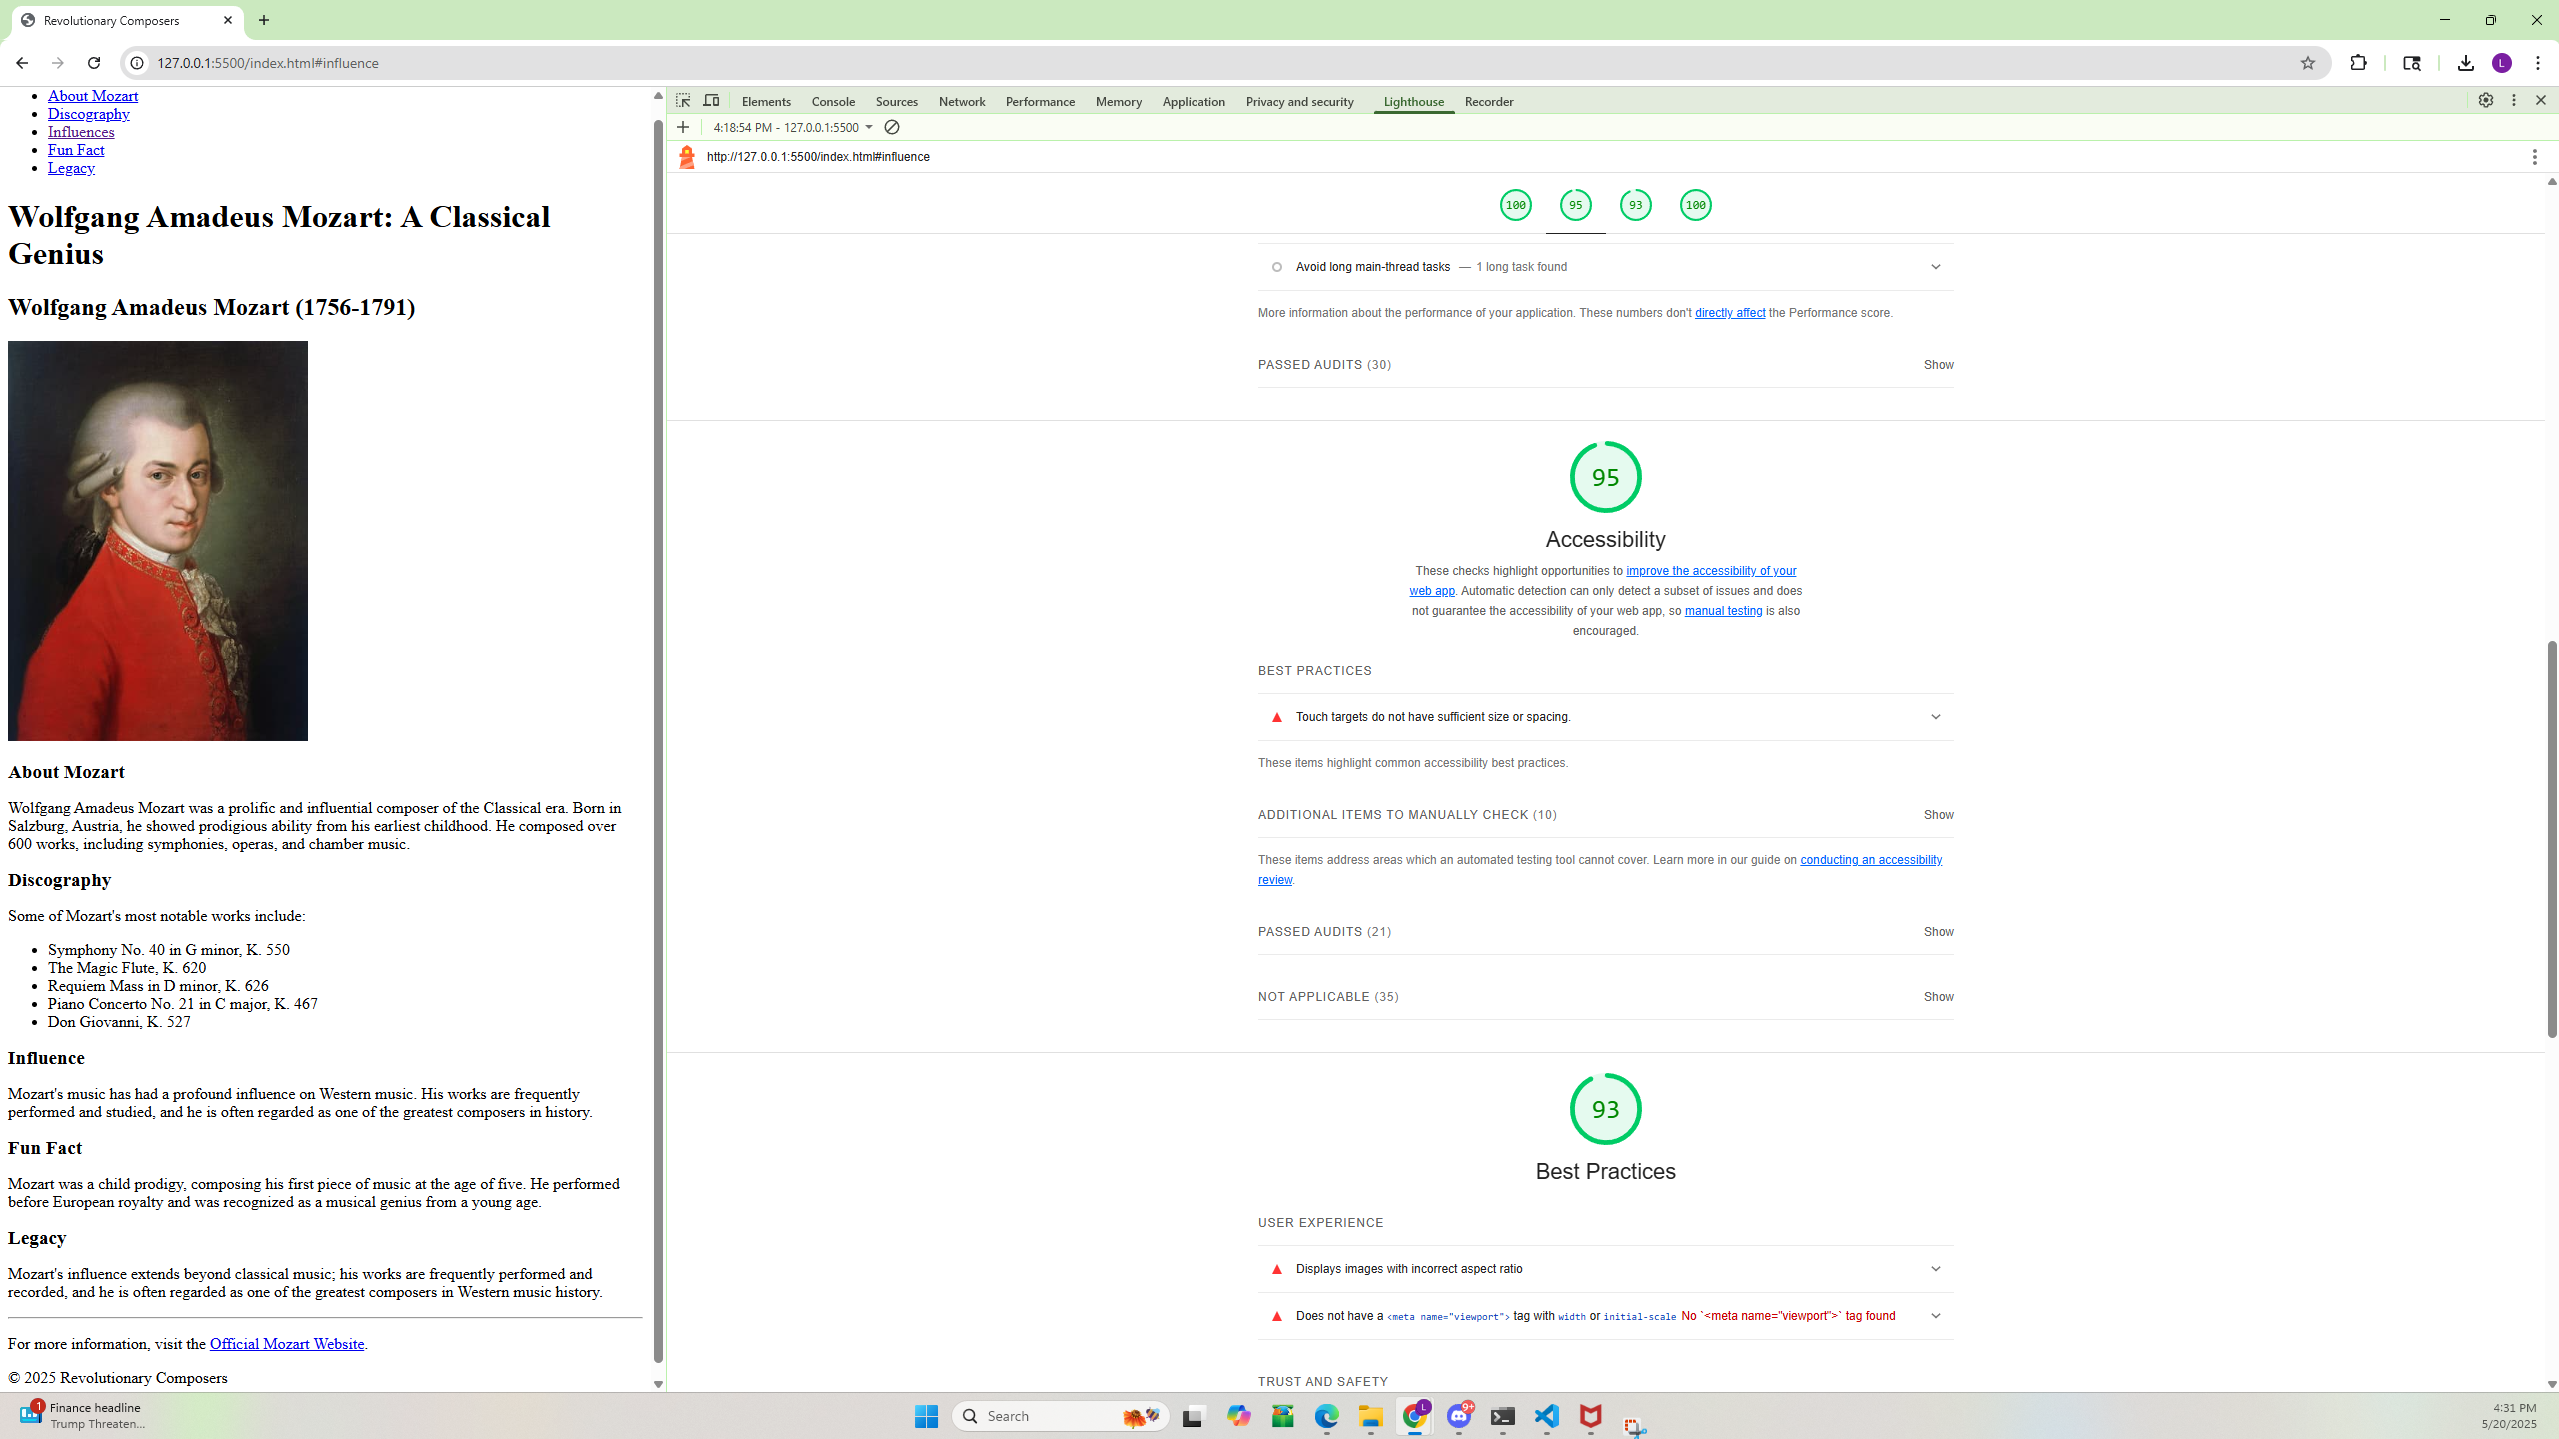 Revolutionary Composers
127.0.0.1:5500/index.html#influence
L
About Mozart
Discography
Influences
Fun Fact
Legacy
Wolfgang Amadeus Mozart: A Classical
Genius
Wolfgang Amadeus Mozart (1756-1791)
About Mozart
Wolfgang Amadeus Mozart was a prolific and influential composer of the Classical era. Born in
Salzburg, Austria, he showed prodigious ability from his earliest childhood. He composed over
600 works, including symphonies, operas, and chamber music.
Discography
Some of Mozart's most notable works include:
Symphony No. 40 in G minor, K. 550
The Magic Flute, K. 620
Requiem Mass in D minor, K. 626
Piano Concerto No. 21 in C major, K. 467
Don Giovanni, K. 527
Influence
Mozart's music has had a profound influence on Western music. His works are frequently
performed and studied, and he is often regarded as one of the greatest composers in history.
Fun Fact
Mozart was a child prodigy, composing his first piece of music at the age of five. He performed
before European royalty and was recognized as a musical genius from a young age.
Legacy
Mozart's influence extends beyond classical music; his works are frequently performed and
recorded, and he is often regarded as one of the greatest composers in Western music history.
For more information, visit the Official Mozart Website.
© 2025 Revolutionary Composers
Elements Console Sources Network Performance Memory Application Privacy and security Lighthouse Recorder
4:18:54 PM - 127.0.0.1:5500
http://127.0.0.1:5500/index.html#influence
100 95 93 100
Avoid long main-thread tasks — 1 long task found
More information about the performance of your application. These numbers don't directly affect the Performance score.
PASSED AUDITS (30) Show
95
Accessibility
These checks highlight opportunities to improve the accessibility of your
web app. Automatic detection can only detect a subset of issues and does
not guarantee the accessibility of your web app, so manual testing is also
encouraged.
BEST PRACTICES
Touch targets do not have sufficient size or spacing.
These items highlight common accessibility best practices.
ADDITIONAL ITEMS TO MANUALLY CHECK (10) Show
These items address areas which an automated testing tool cannot cover. Learn more in our guide on conducting an accessibility
review.
PASSED AUDITS (21) Show
NOT APPLICABLE (35) Show
93
Best Practices
USER EXPERIENCE
Displays images with incorrect aspect ratio
Does not have a <meta name="viewport"> tag with width or initial-scale No `<meta name="viewport">` tag found
TRUST AND SAFETY
1
Finance headline
Trump Threaten...
Search
L
9+
4:31 PM
5/20/2025